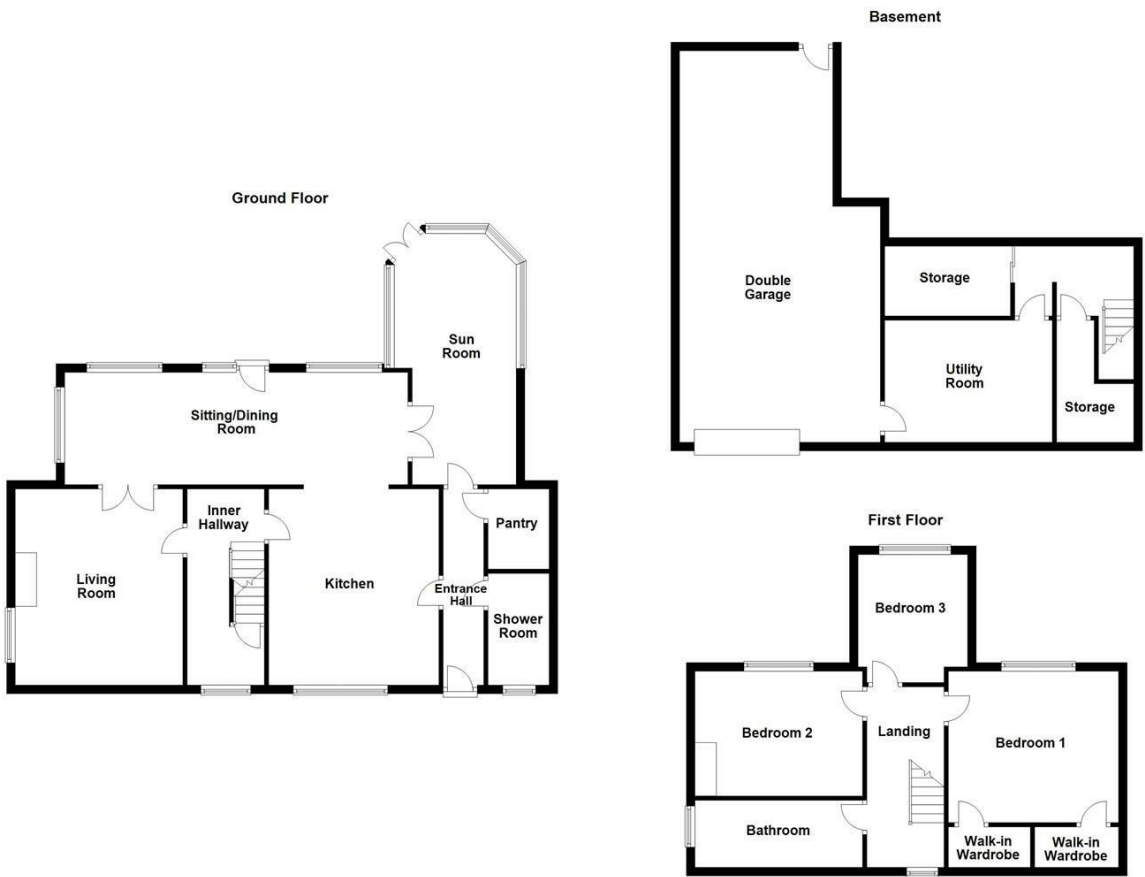 Basement
Double
Garage
Storage
Utility
Room
Storage
Ground Floor
Sun
Room
Sitting/Dining
Room
Inner
Hallway
Pantry
Living
Room
Kitchen
Entrance
Hall
Shower
Room
First Floor
Bedroom 3
Bedroom 2
Landing
Bedroom 1
Bathroom
Walk-in
Wardrobe
Walk-in
Wardrobe